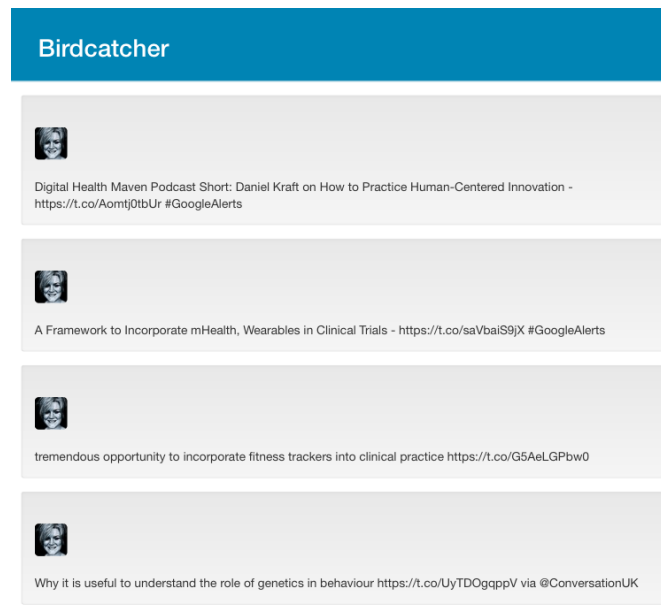 Birdcatcher
Digital Health Maven Podcast Short: Daniel Kraft on How to Practice Human-Centered Innovation -
https://t.co/Aomtj0tbUr #GoogleAlerts
A Framework to Incorporate mHealth, Wearables in Clinical Trials - https://t.co/saVbaiS9jX #GoogleAlerts
tremendous opportunity to incorporate fitness trackers into clinical practice https://t.co/G5AeLGPbw0
Why it is useful to understand the role of genetics in behaviour https://t.co/UyTDOgqppV via @ConversationUK